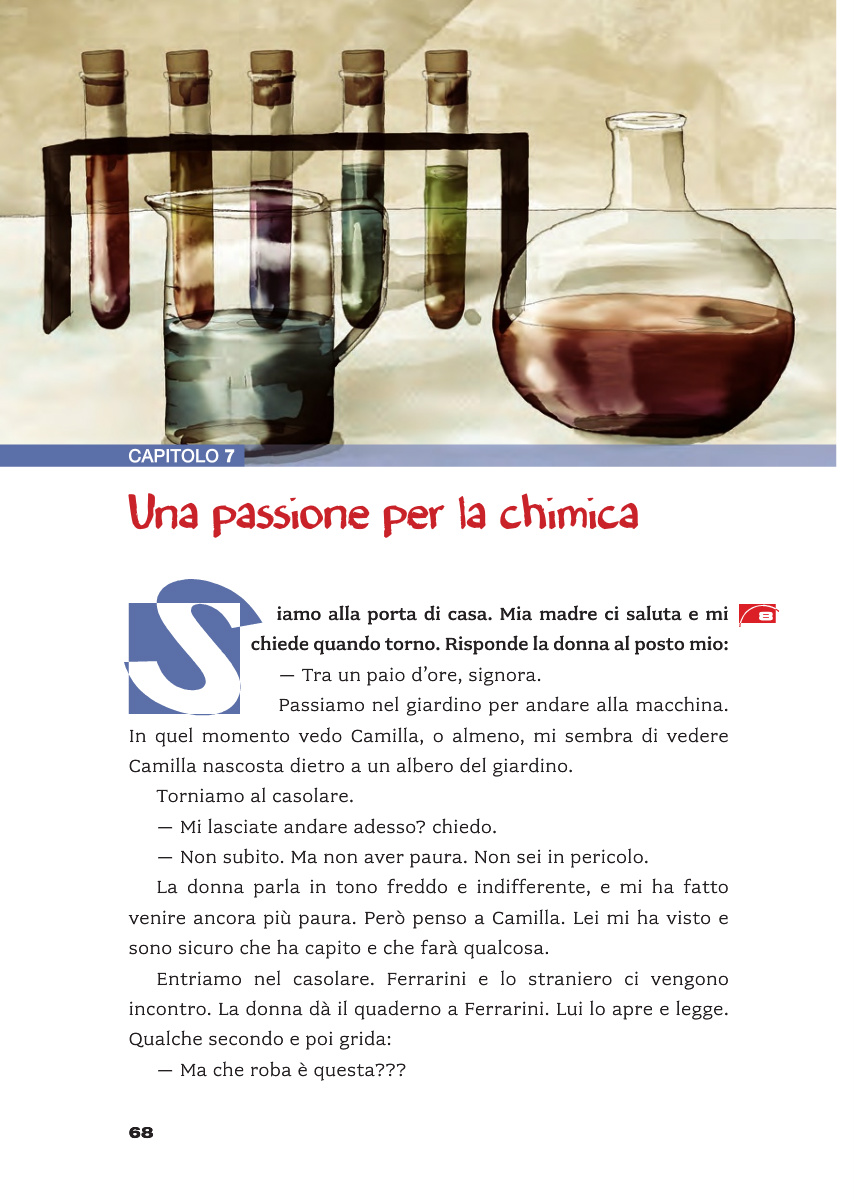 CAPITOLO 7
Una passione per la chimica
Siamo alla porta di casa. Mia madre ci saluta e mi
8
chiede quando torno. Risponde la donna al posto mio:
— Tra un paio d'ore, signora.
Passiamo nel giardino per andare alla macchina.
In quel momento vedo Camilla, o almeno, mi sembra di vedere
Camilla nascosta dietro a un albero del giardino.
Torniamo al casolare.
— Mi lasciate andare adesso? chiedo.
— Non subito. Ma non aver paura. Non sei in pericolo.
La donna parla in tono freddo e indifferente, e mi ha fatto
venire ancora più paura. Però penso a Camilla. Lei mi ha visto e
sono sicuro che ha capito e che farà qualcosa.
Entriamo nel casolare. Ferrarini e lo straniero ci vengono
incontro. La donna dà il quaderno a Ferrarini. Lui lo apre e legge.
Qualche secondo e poi grida:
— Ma che roba è questa???
68